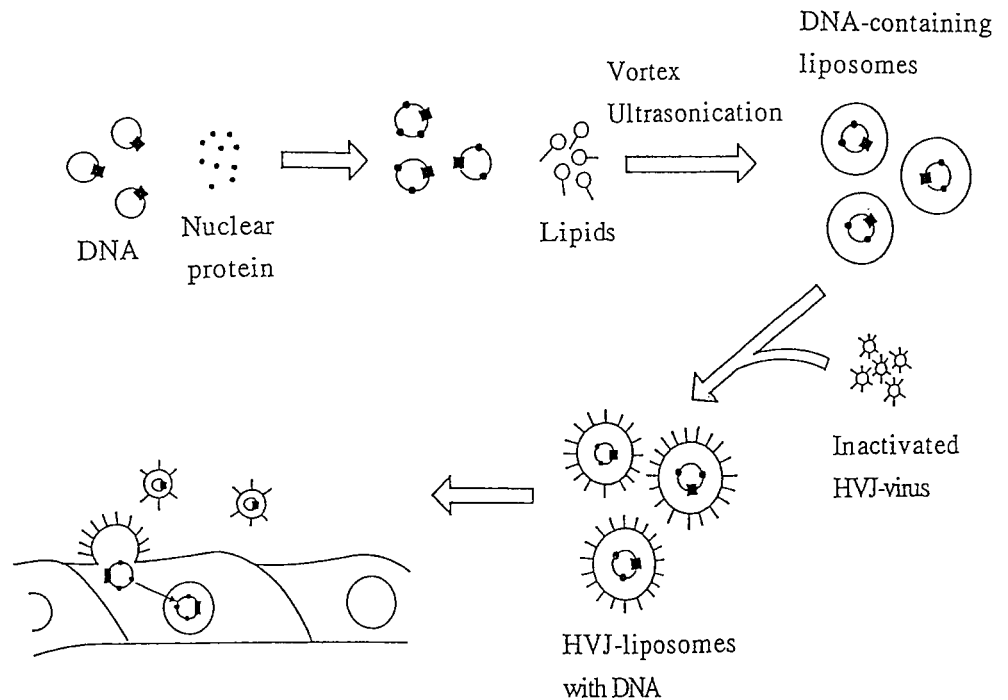 DNA
Nuclear
protein
Lipids
Vortex
Ultrasonication
DNA-containing
liposomes
Inactivated
HVJ-virus
HVJ-liposomes
with DNA